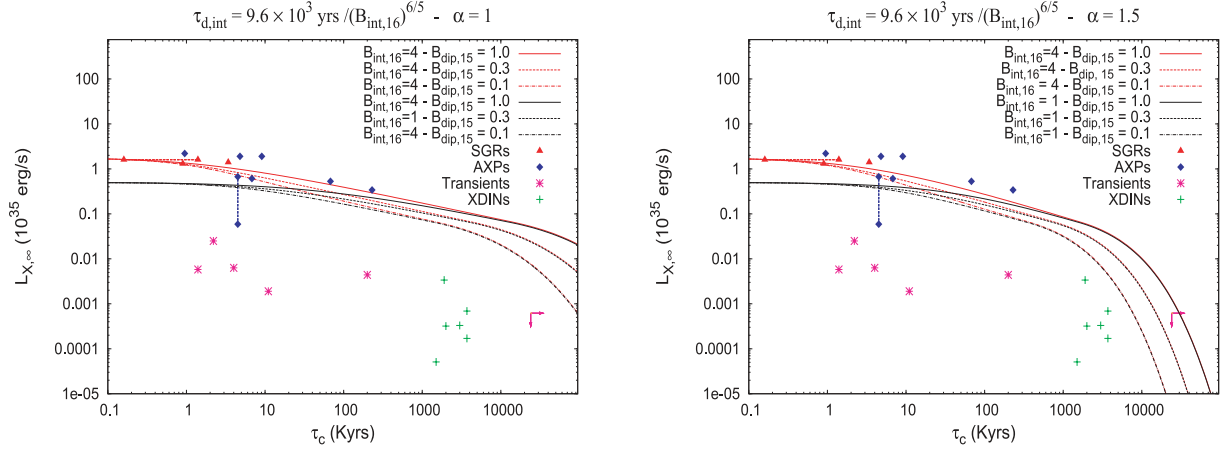 τd,int = 9.6 × 10³ yrs /(Bint,16)^6/5 - α = 1
Bint,16=4 - Bdip,15 = 1.0
Bint,16=4 - Bdip,15 = 0.3
Bint,16=4 - Bdip,15 = 0.1
Bint,16=4 - Bdip,15 = 1.0
Bint,16=1 - Bdip,15 = 0.3
Bint,16=4 - Bdip,15 = 0.1
SGRs
AXPs
Transients
XDINs
100
10
1
0.1
0.01
0.001
0.0001
1e-05
LX,∞ (10³⁵ erg/s)
0.1 1 10 100 1000 10000
τc (Kyrs)
τd,int = 9.6 × 10³ yrs /(Bint,16)^6/5 - α = 1.5
Bint,16=4 - Bdip,15 = 1.0
Bint,16=4 - Bdip, 15 = 0.3
Bint,16 = 4 - Bdip,15 = 0.1
Bint,16 = 1 - Bdip,15 = 1.0
Bint,16=1 - Bdip,15 = 0.3
Bint,16=1 - Bdip,15 = 0.1
SGRs
AXPs
Transients
XDINs
100
10
1
0.1
0.01
0.001
0.0001
1e-05
LX,∞ (10³⁵ erg/s)
0.1 1 10 100 1000 10000
τc (Kyrs)